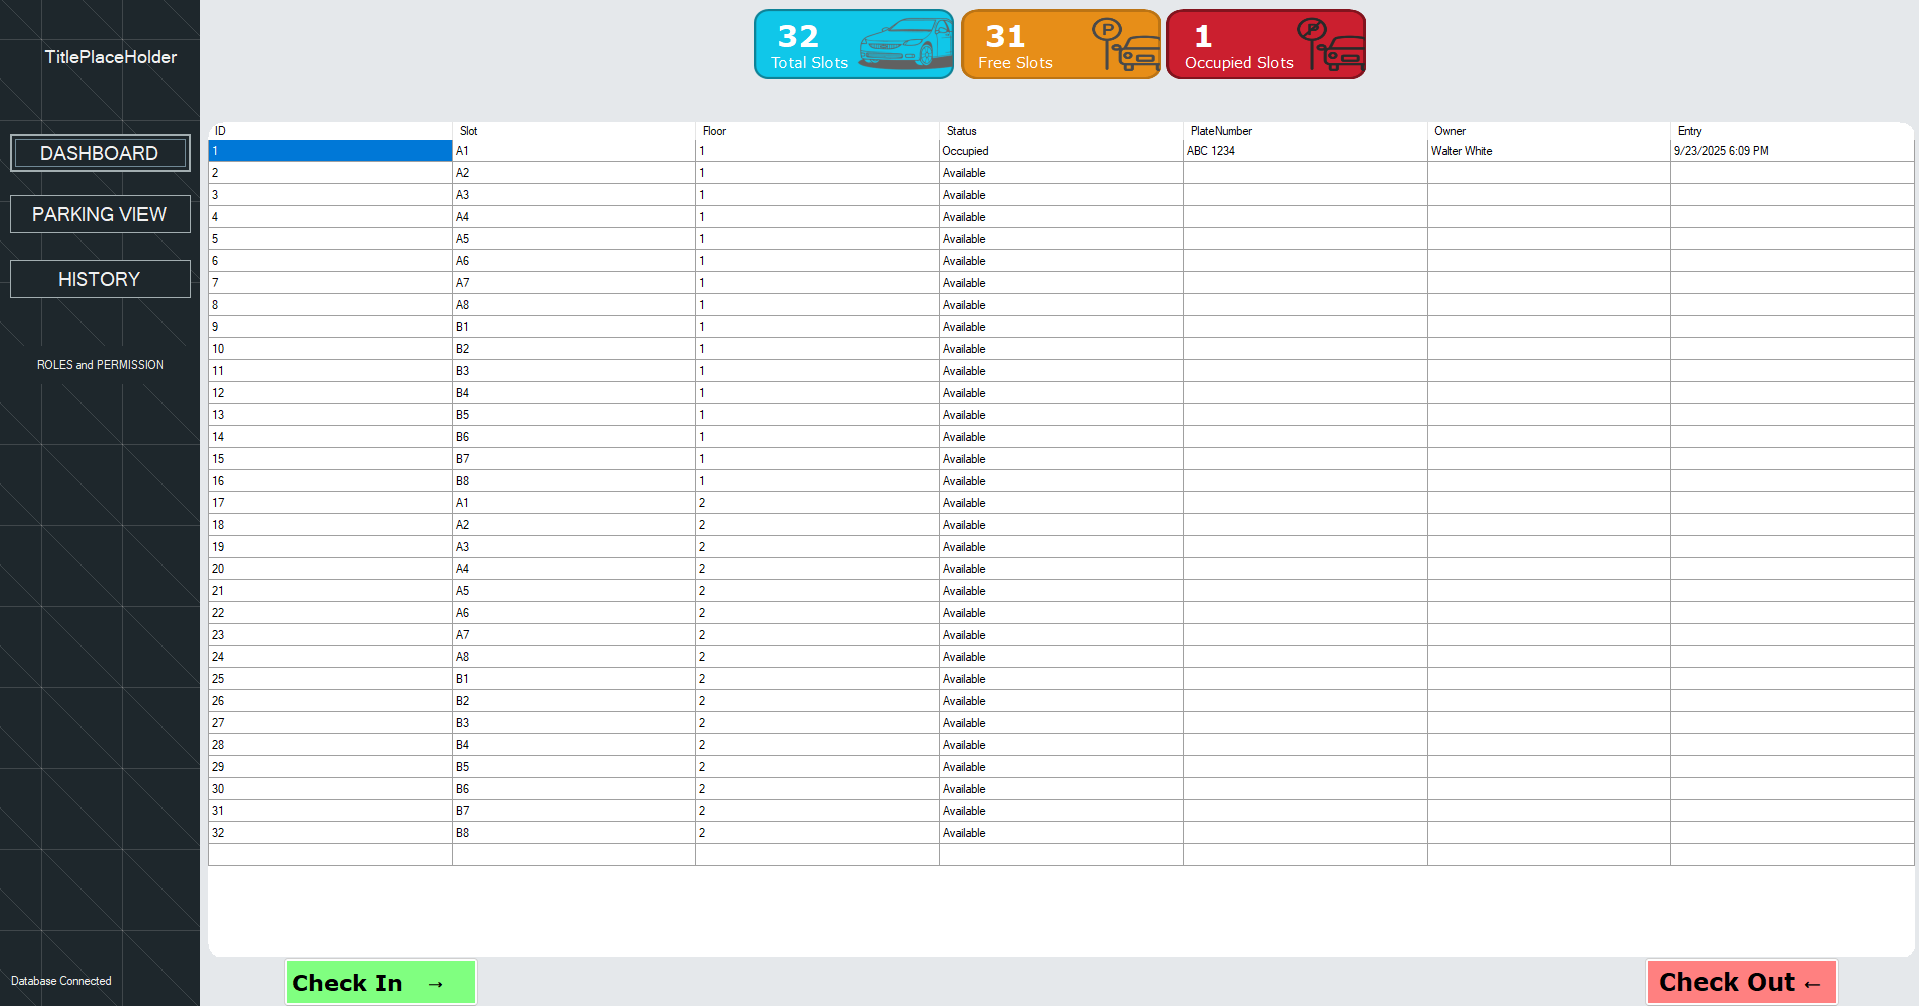 TitlePlaceHolder
DASHBOARD
PARKING VIEW
HISTORY
ROLES and PERMISSION
Database Connected
32
Total Slots
31
Free Slots
P
1
Occupied Slots
P
ID Slot Floor Status PlateNumber Owner Entry
1 A1 1 Occupied ABC 1234 Walter White 9/23/2025 6:09 PM
2 A2 1 Available
3 A3 1 Available
4 A4 1 Available
5 A5 1 Available
6 A6 1 Available
7 A7 1 Available
8 A8 1 Available
9 B1 1 Available
10 B2 1 Available
11 B3 1 Available
12 B4 1 Available
13 B5 1 Available
14 B6 1 Available
15 B7 1 Available
16 B8 1 Available
17 A1 2 Available
18 A2 2 Available
19 A3 2 Available
20 A4 2 Available
21 A5 2 Available
22 A6 2 Available
23 A7 2 Available
24 A8 2 Available
25 B1 2 Available
26 B2 2 Available
27 B3 2 Available
28 B4 2 Available
29 B5 2 Available
30 B6 2 Available
31 B7 2 Available
32 B8 2 Available
Check In →
Check Out ←